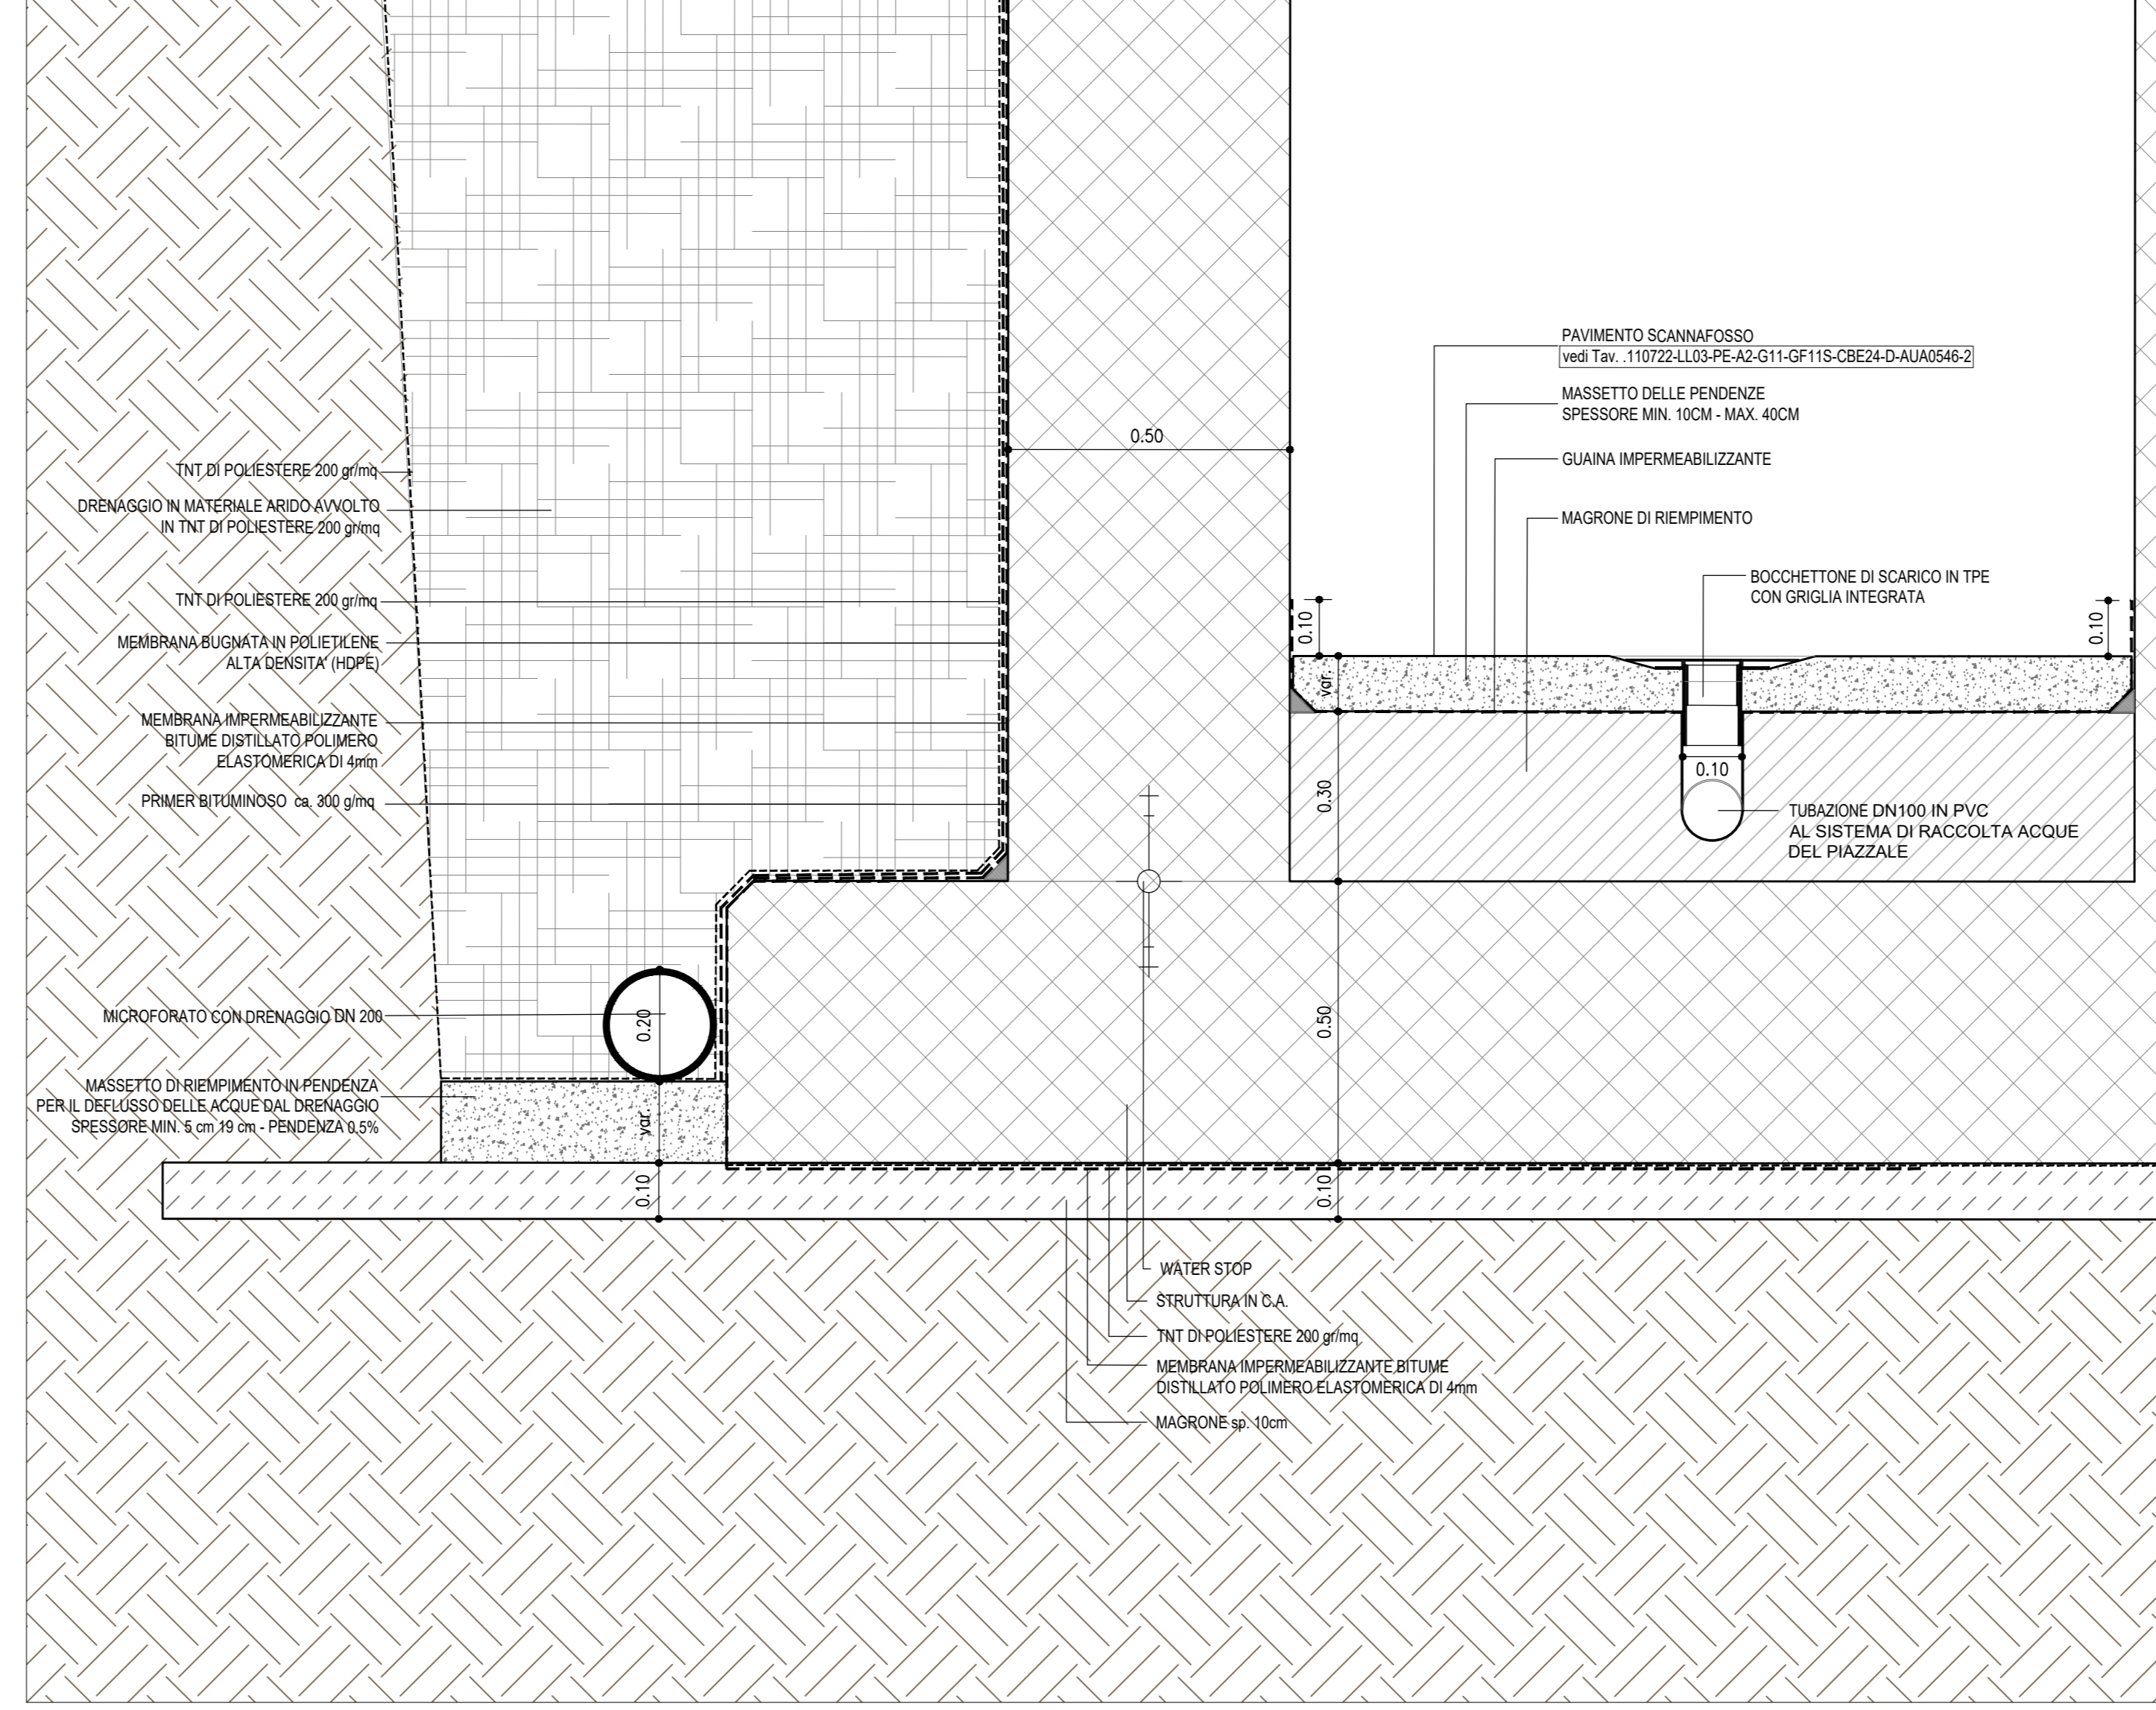 PAVIMENTO SCANNAFOSSO
vedi Tav. .110722-LL03-PE-A2-G11-GF11S-CBE24-D-AUA0546-2
MASSETTO DELLE PENDENZE
SPESSORE MIN. 10CM - MAX. 40CM
0.50
GUAINA IMPERMEABILIZZANTE
TNT DI POLIESTERE 200 gr/mq
DRENAGGIO IN MATERIALE ARIDO AVVOLTO
IN TNT DI POLIESTERE 200 gr/mq
MAGRONE DI RIEMPIMENTO
BOCCHETTONE DI SCARICO IN TPE
CON GRIGLIA INTEGRATA
TNT DI POLIESTERE 200 gr/mq
0.10
0.10
MEMBRANA BUGNATA IN POLIETILENE
ALTA DENSITA' (HDPE)
var.
MEMBRANA IMPERMEABILIZZANTE
BITUME DISTILLATO POLIMERO
ELASTOMERICA DI 4mm
0.10
0.30
PRIMER BITUMINOSO ca. 300 g/mq
TUBAZIONE DN100 IN PVC
AL SISTEMA DI RACCOLTA ACQUE
DEL PIAZZALE
MICROFORATO CON DRENAGGIO DN 200
0.20
0.50
MASSETTO DI RIEMPIMENTO IN PENDENZA
PER IL DEFLUSSO DELLE ACQUE DAL DRENAGGIO
SPESSORE MIN. 5 cm 19 cm - PENDENZA 0.5%
var.
0.10
0.10
WATER STOP
STRUTTURA IN C.A.
TNT DI POLIESTERE 200 gr/mq
MEMBRANA IMPERMEABILIZZANTE BITUME
DISTILLATO POLIMERO ELASTOMERICA DI 4mm
MAGRONE sp. 10cm